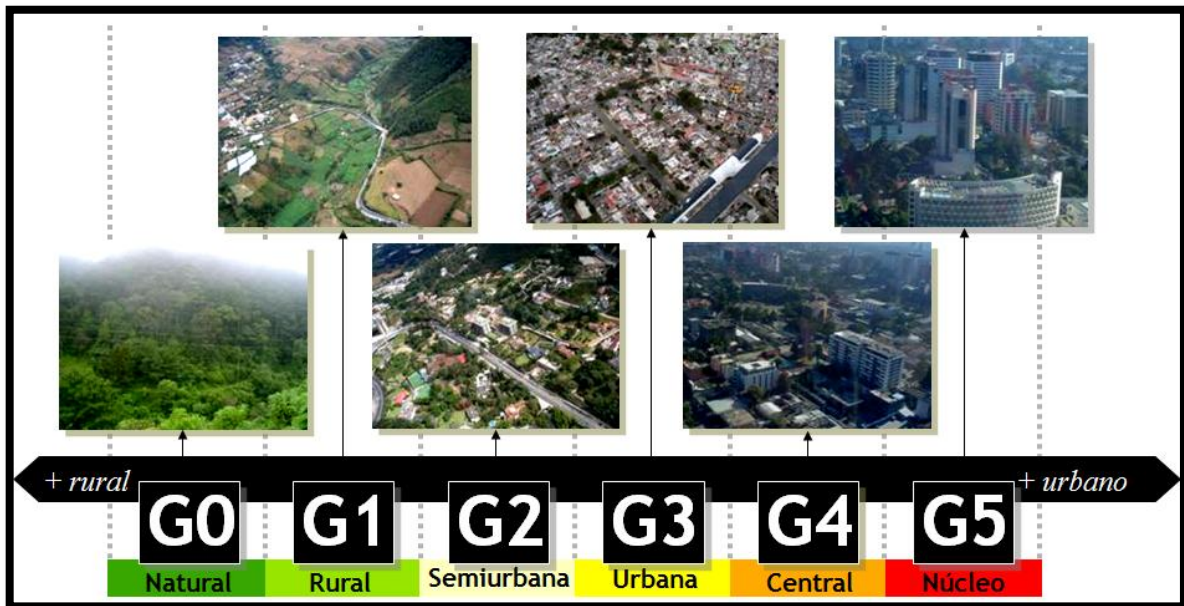 + rural
+ urbano
G0
G1
G2
G3
G4
G5
Natural
Rural
Semiurbana
Urbana
Central
Núcleo